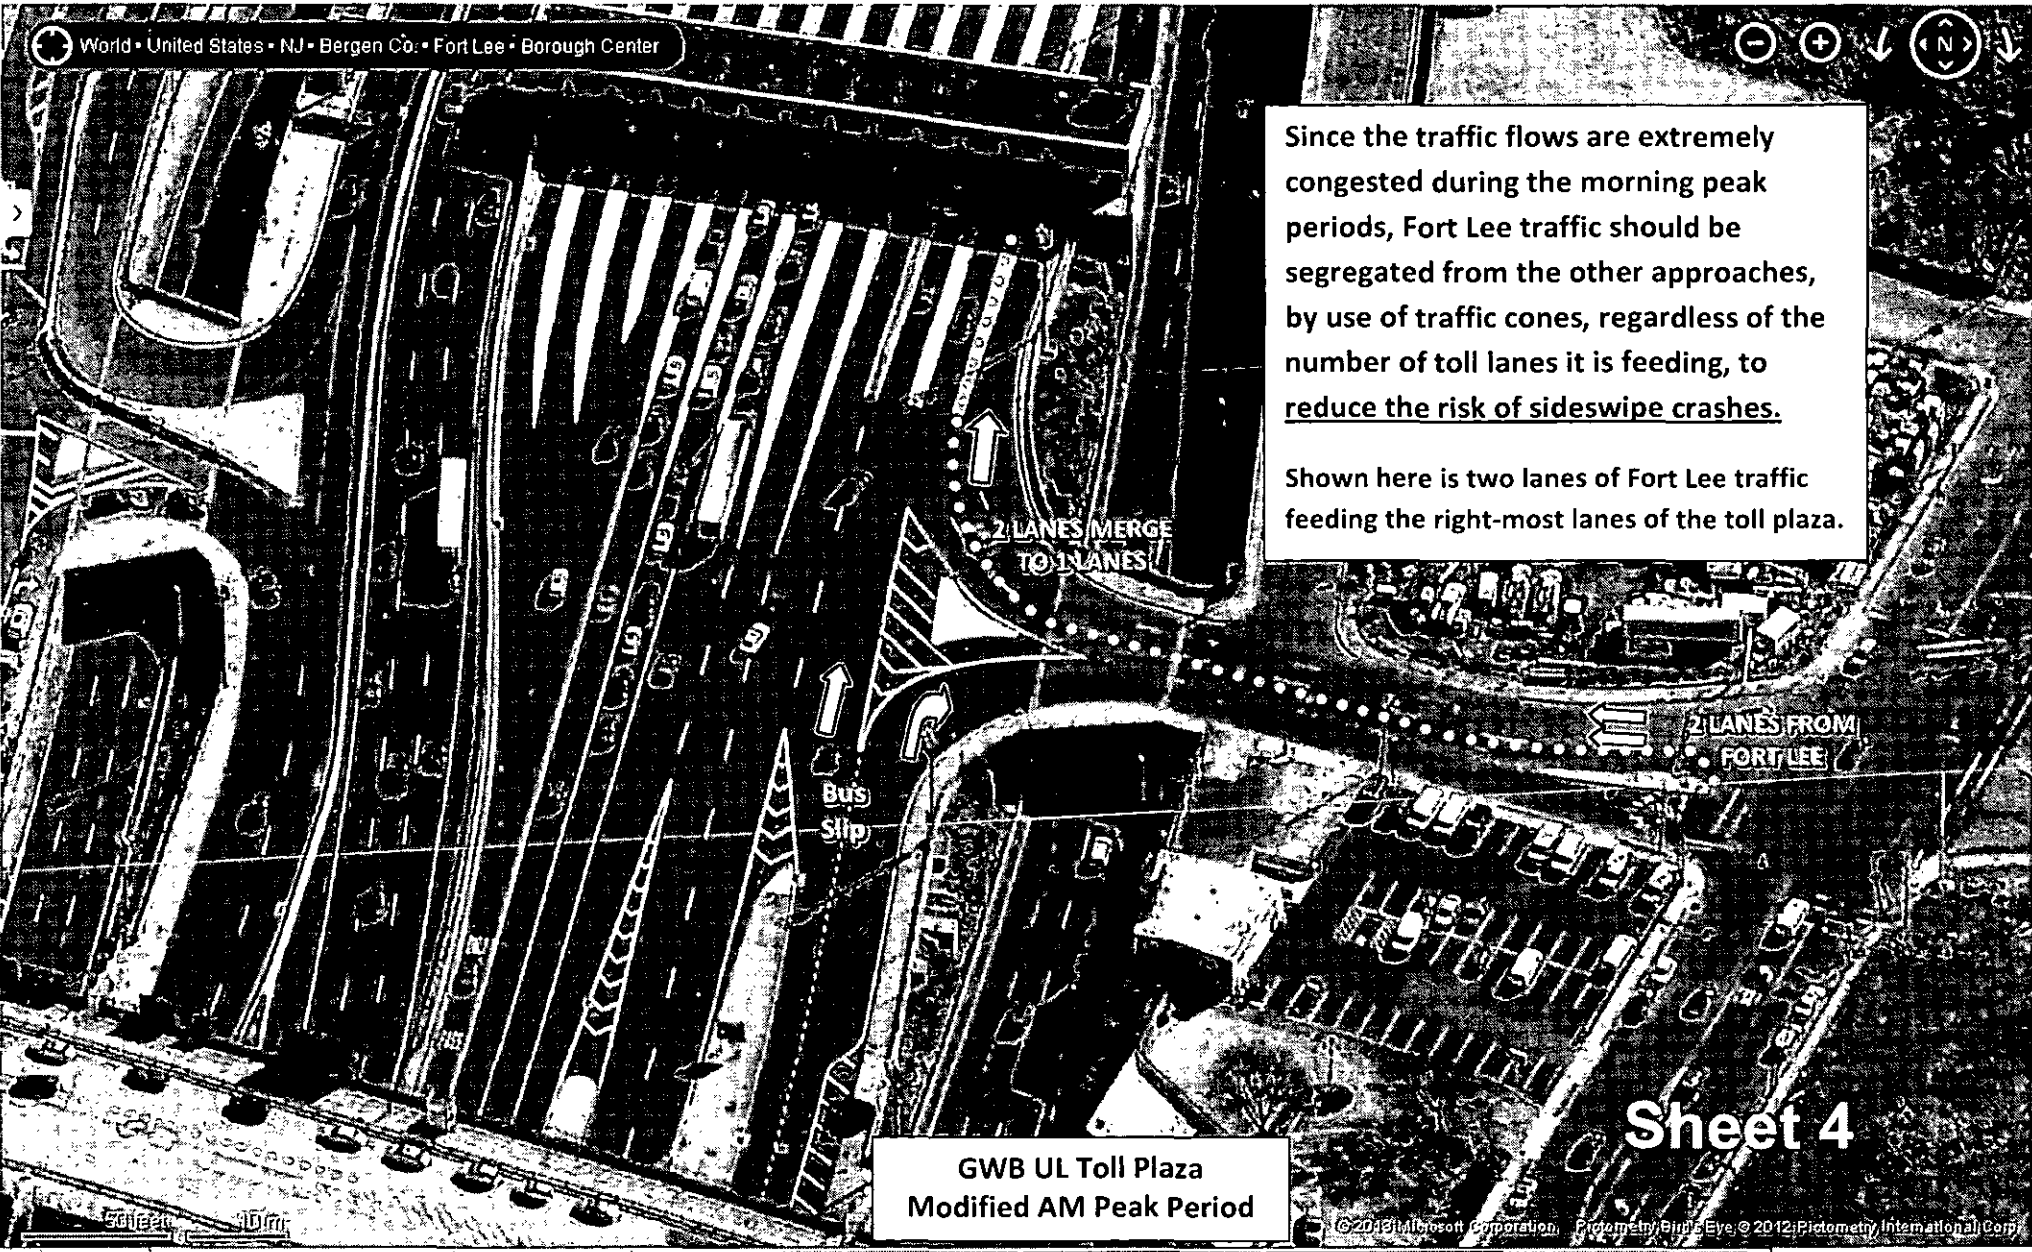 World • United States • NJ • Bergen Co. • Fort Lee • Borough Center
N
Since the traffic flows are extremely
congested during the morning peak
periods, Fort Lee traffic should be
segregated from the other approaches,
by use of traffic cones, regardless of the
number of toll lanes it is feeding, to
reduce the risk of sideswipe crashes.
Shown here is two lanes of Fort Lee traffic
feeding the right-most lanes of the toll plaza.
2 LANES MERGE
TO 1 LANES
2 LANES FROM
FORT LEE
Bus
Slip
Sheet 4
GWB UL Toll Plaza
Modified AM Peak Period
50 feet 10 m
© 2013 Microsoft Corporation Pictometry Bird's Eye © 2012 Pictometry International Corp